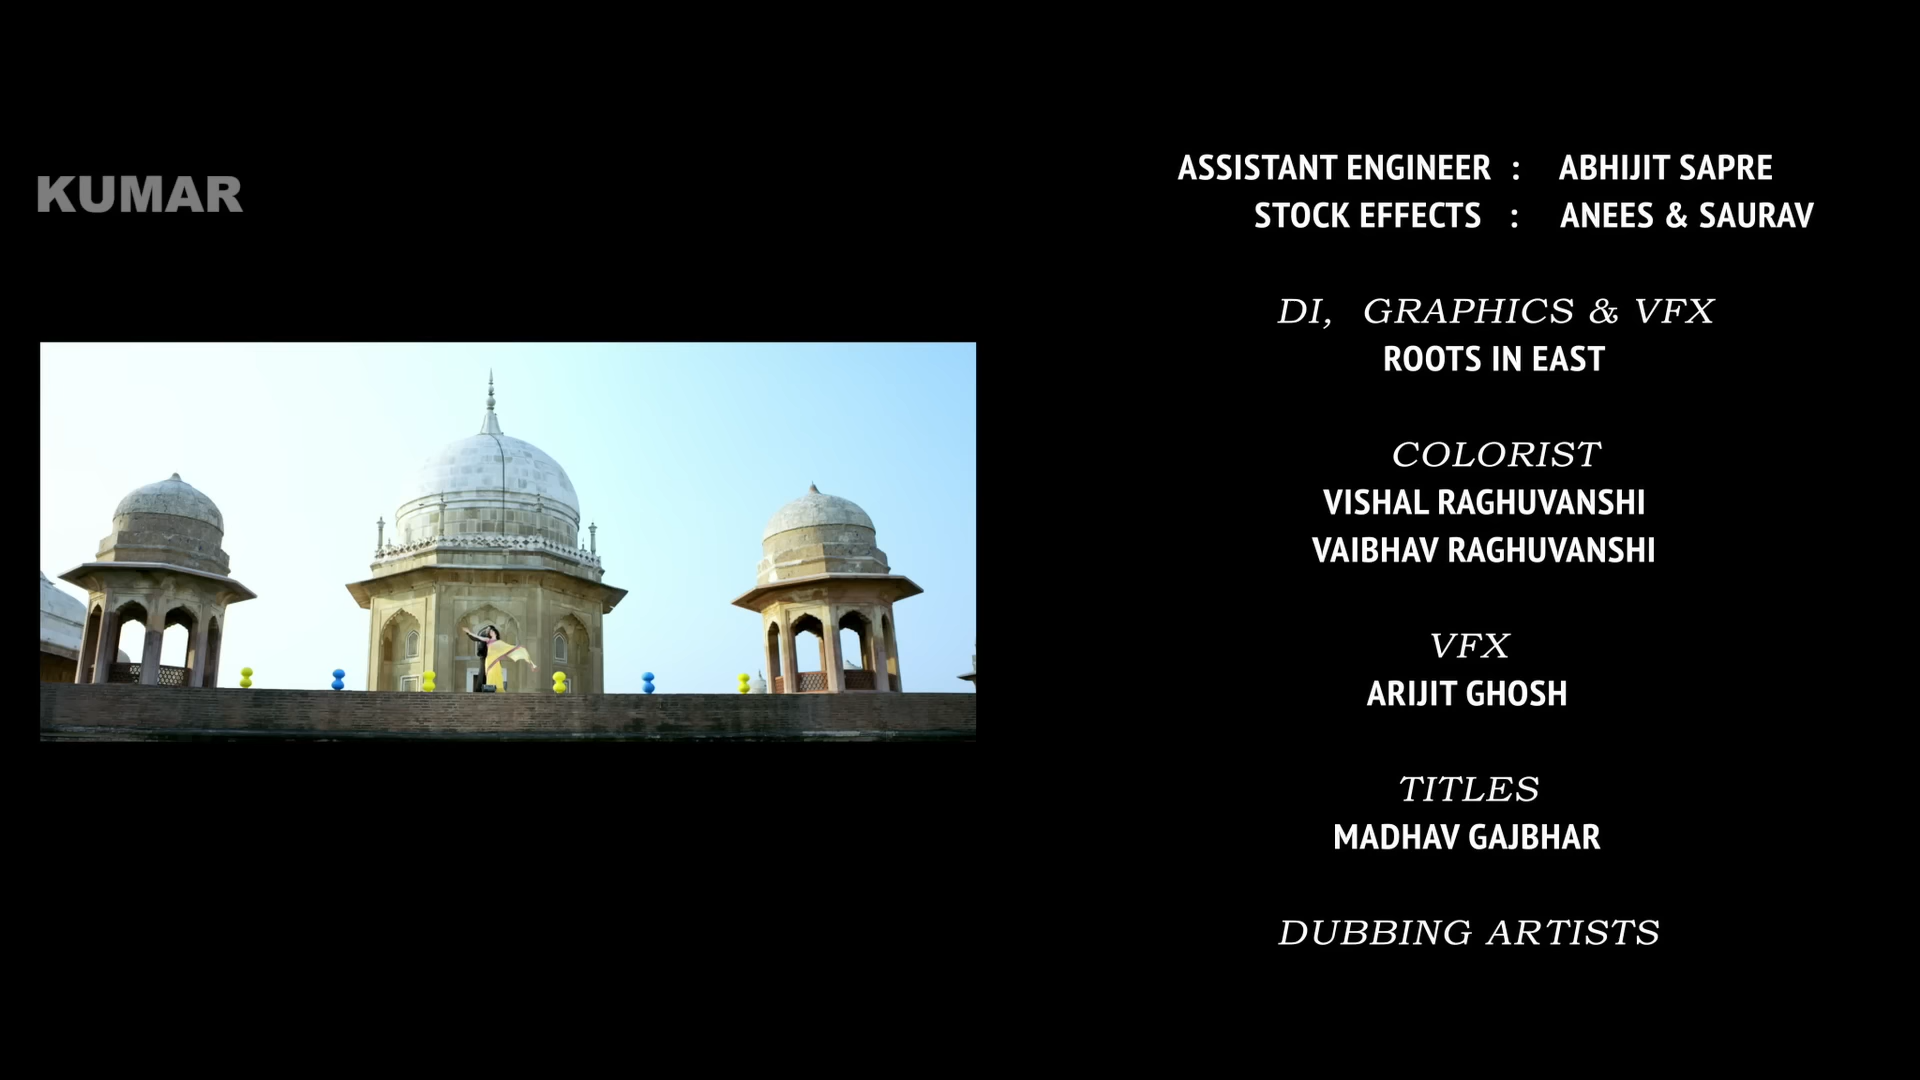 KUMAR
ASSISTANT ENGINEER : ABHIJIT SAPRE
STOCK EFFECTS : ANEES & SAURAV
DI, GRAPHICS & VFX
ROOTS IN EAST
COLORIST
VISHAL RAGHUVANSHI
VAIBHAV RAGHUVANSHI
VFX
ARIJIT GHOSH
TITLES
MADHAV GAJBHAR
DUBBING ARTISTS